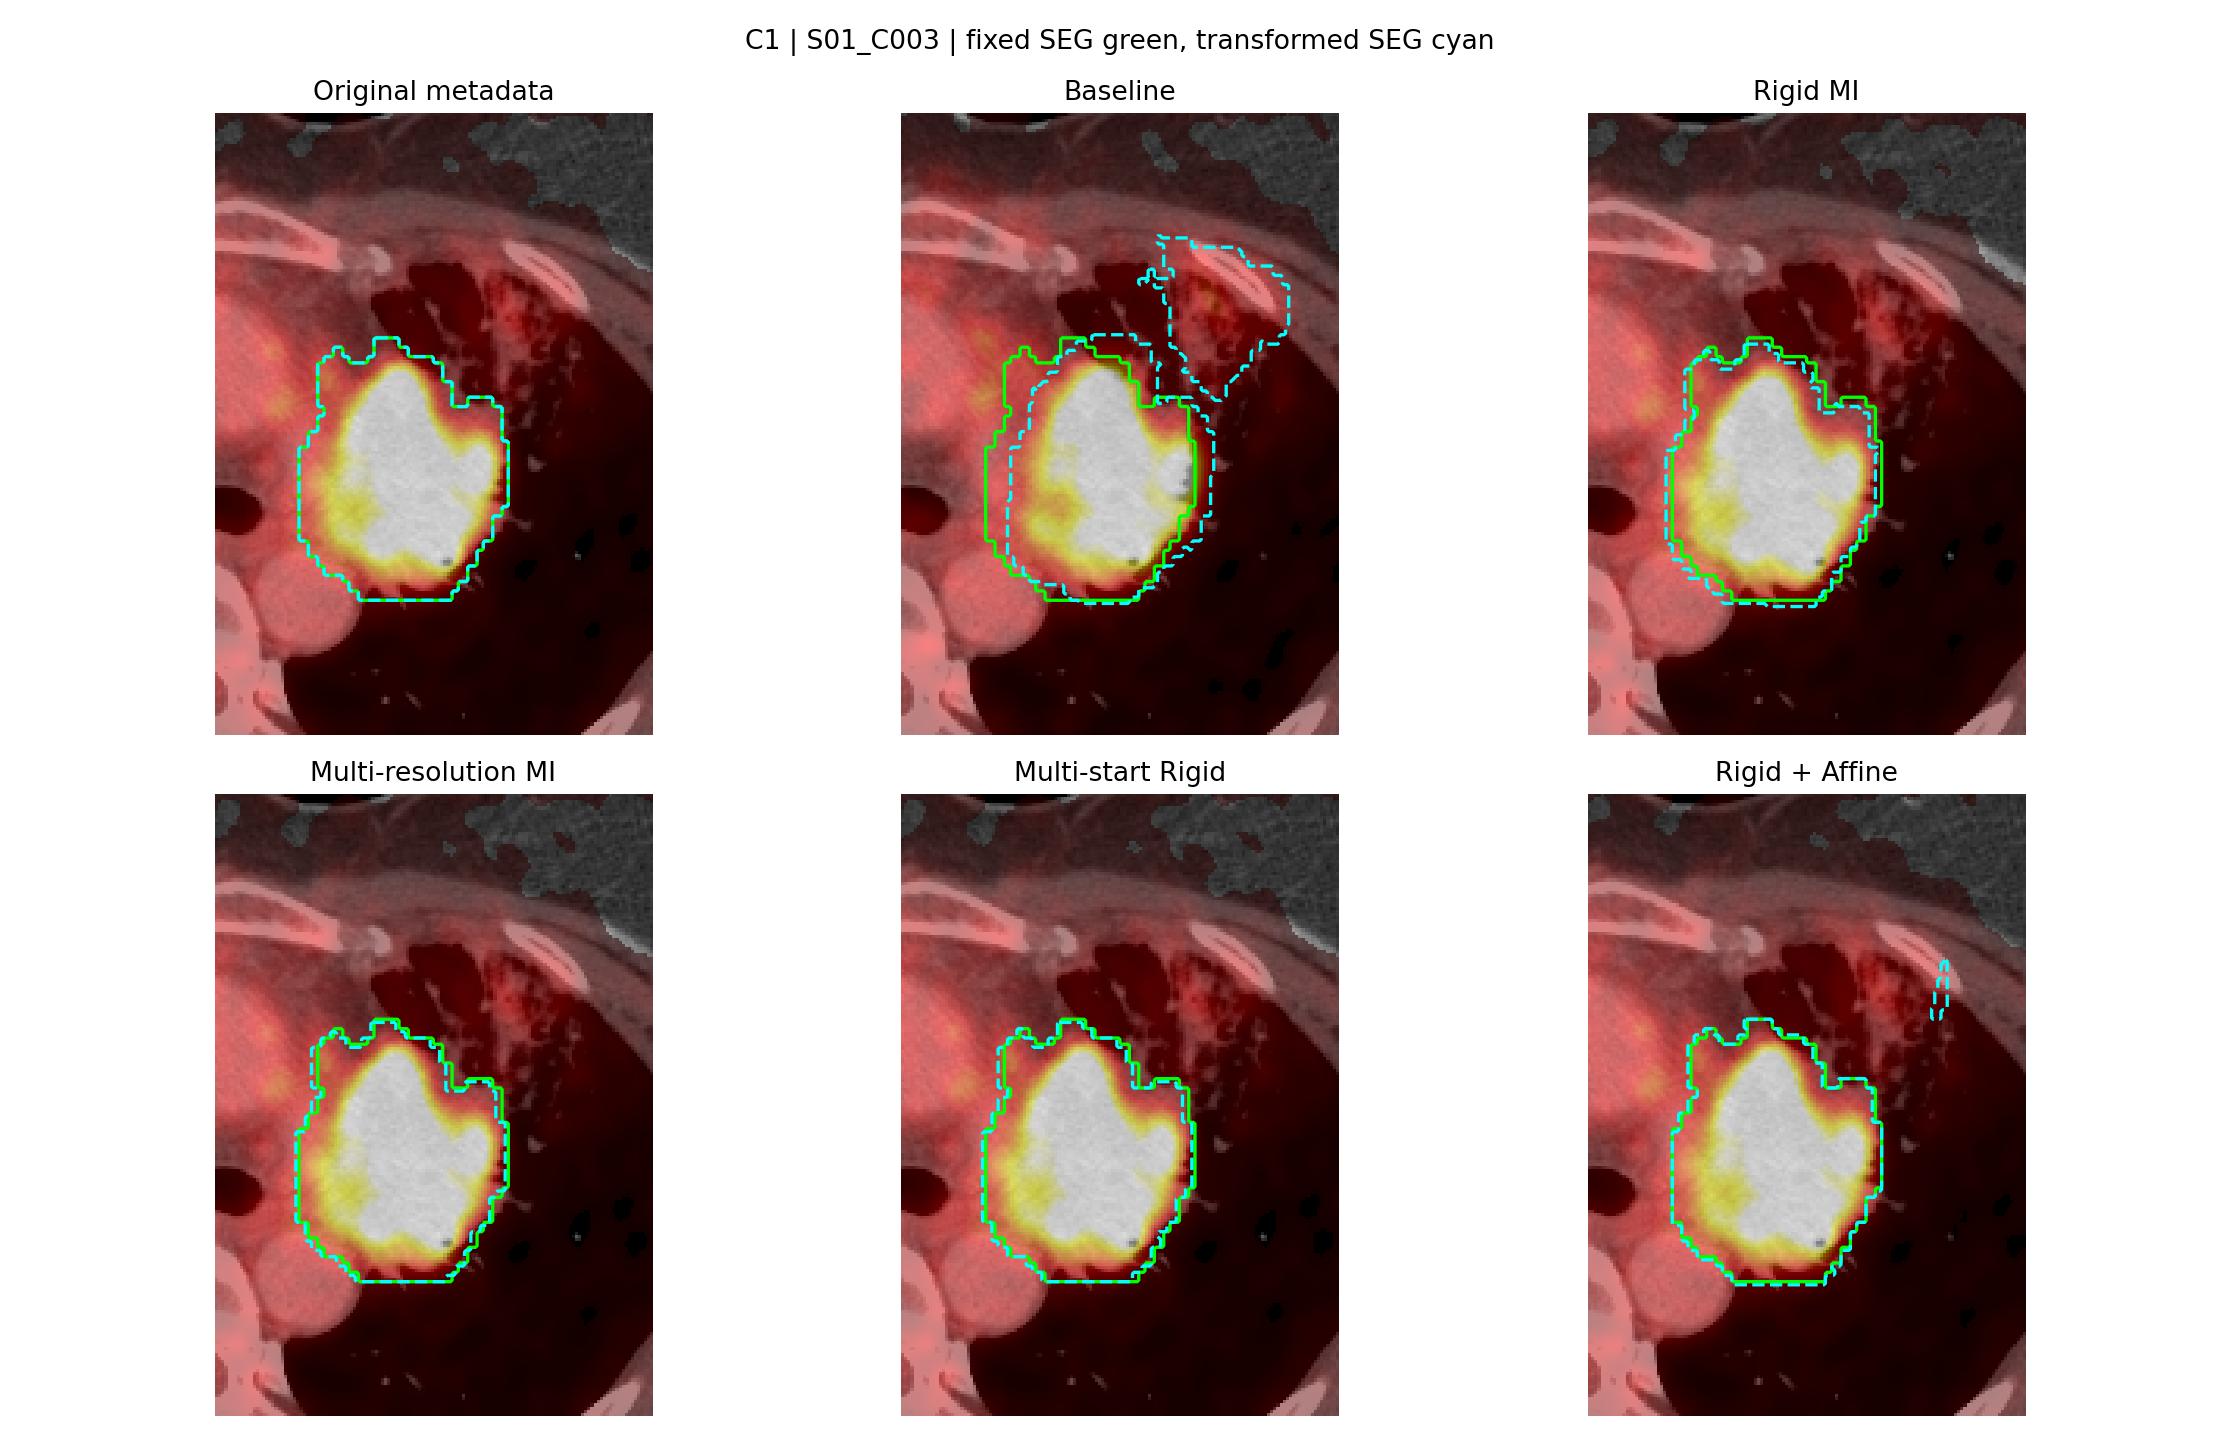 C1 | S01_C003 | fixed SEG green, transformed SEG cyan
Original metadata
Baseline
Rigid MI
Multi-resolution MI
Multi-start Rigid
Rigid + Affine